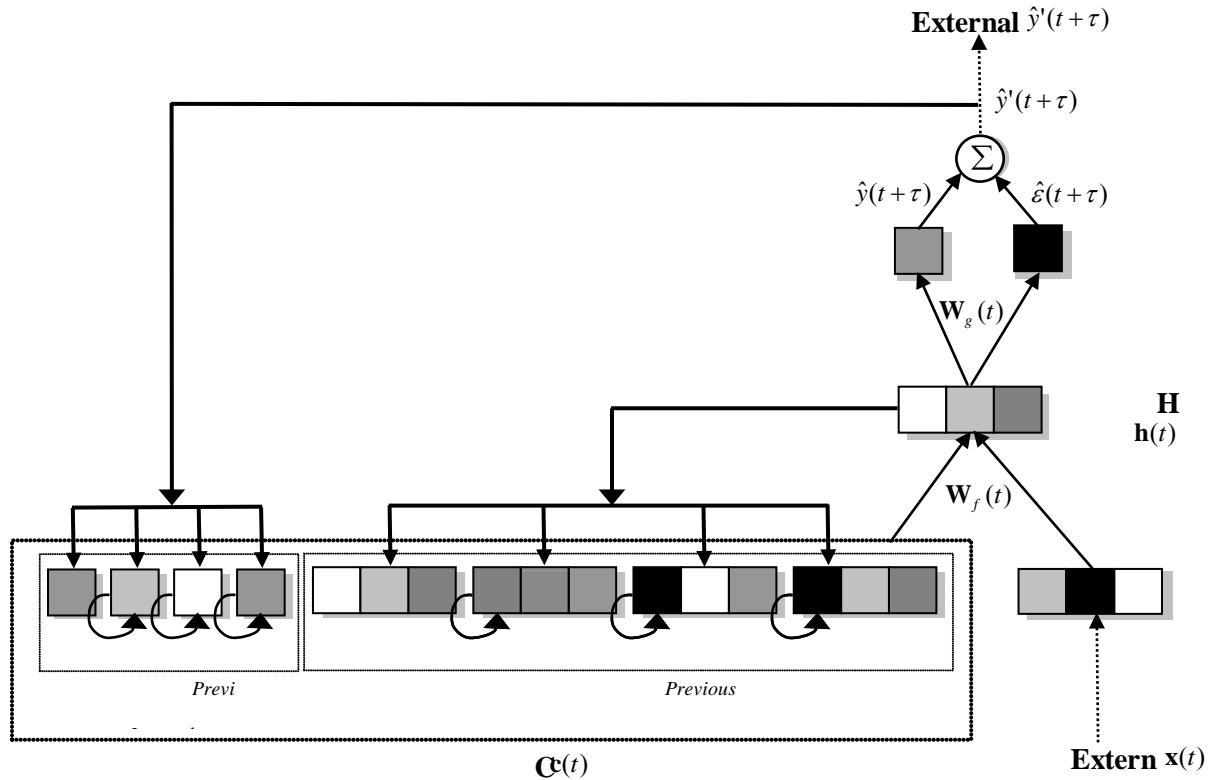 External ŷ'(t+τ)
ŷ'(t+τ)
Σ
ŷ(t+τ)
ε̂(t+τ)
W_g(t)
H
h(t)
W_f(t)
Previ
Previous
C c(t)
Extern x(t)